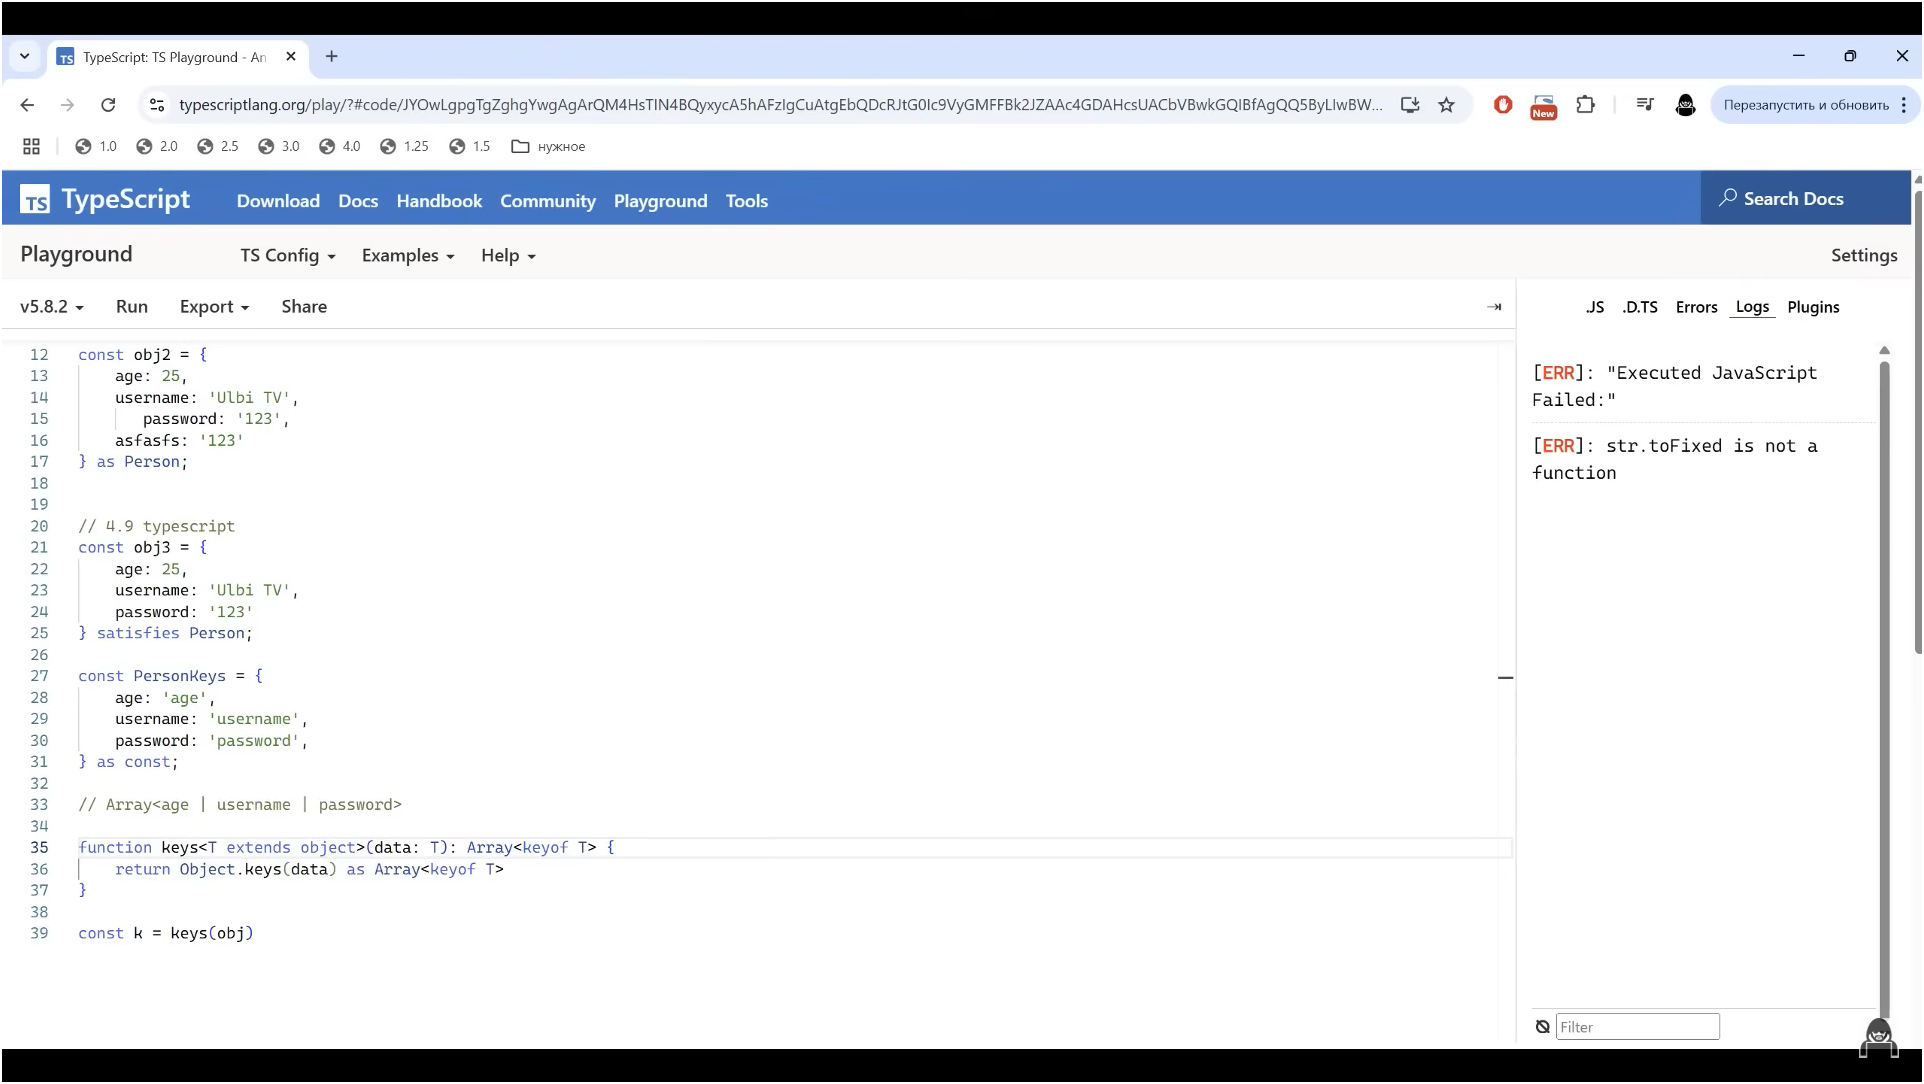 TypeScript: TS Playground - An
typescriptlang.org/play/?#code/JYOwLgpgTgZghgYwgAgArQM4HsTIN4BQyxycA5hAFzIgCuAtgEbQDcRJtG0Ic9VyGMFFBk2JZAAc4GDAHcsUACbVBwkGQIBfAgQQ5ByLIwBW...
New
Перезапустить и обновить
1.0 2.0 2.5 3.0 4.0 1.25 1.5 нужное
TS TypeScript Download Docs Handbook Community Playground Tools Search Docs
Playground TS Config Examples Help Settings
v5.8.2 Run Export Share
.JS .D.TS Errors Logs Plugins
12 const obj2 = {
13 age: 25,
14 username: 'Ulbi TV',
15 password: '123',
16 asfasfs: '123'
17 } as Person;
18
19
20 // 4.9 typescript
21 const obj3 = {
22 age: 25,
23 username: 'Ulbi TV',
24 password: '123'
25 } satisfies Person;
26
27 const PersonKeys = {
28 age: 'age',
29 username: 'username',
30 password: 'password',
31 } as const;
32
33 // Array<age | username | password>
34
35 function keys<T extends object>(data: T): Array<keyof T> {
36 return Object.keys(data) as Array<keyof T>
37 }
38
39 const k = keys(obj)
[ERR]: "Executed JavaScript
Failed:"
[ERR]: str.toFixed is not a
function
Filter